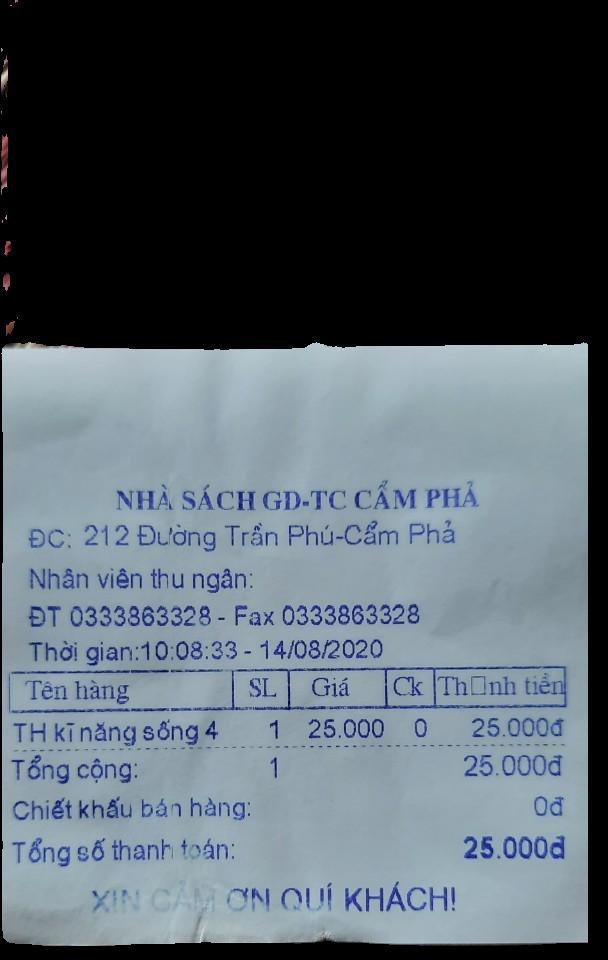 NHÀ SÁCH GD-TC CẨM PHẢ
ĐC: 212 Đường Trần Phú-Cẩm Phả
Nhân viên thu ngân:
ĐT 0333863328 - Fax 0333863328
Thời gian:10:08:33 - 14/08/2020
Tên hàng SL Giá Ck Th□nh tiền
TH kĩ năng sống 4 1 25.000 0 25.000đ
Tổng cộng: 1 25.000đ
Chiết khấu bán hàng: 0đ
Tổng số thanh toán: 25.000đ
XIN CẢM ƠN QUÍ KHÁCH!